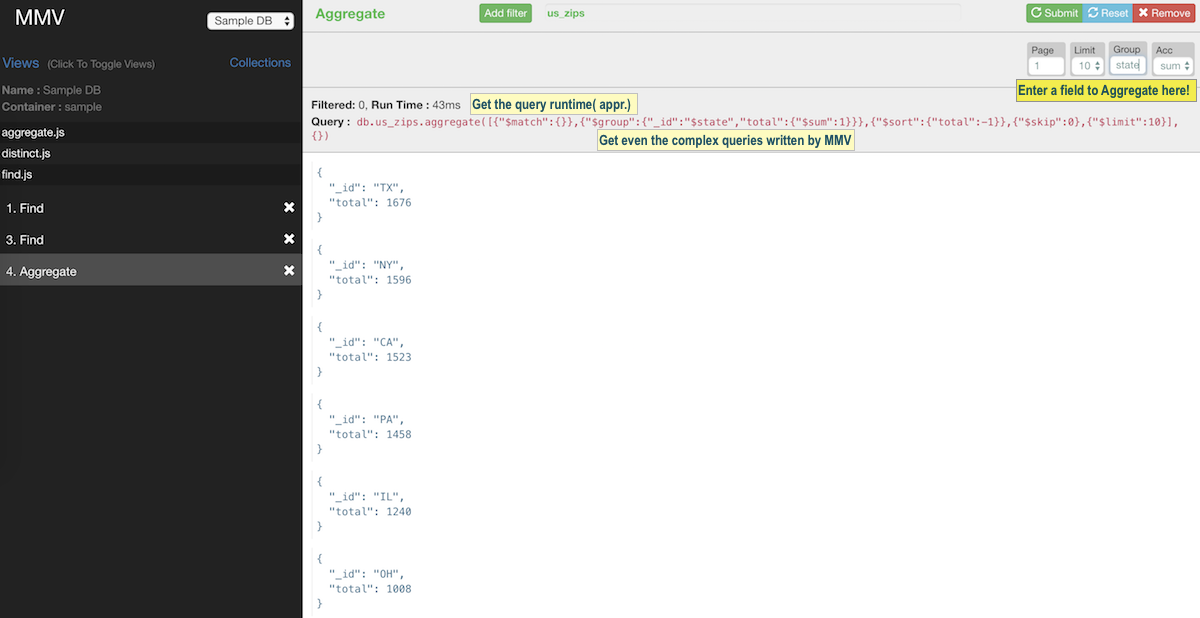 MMV
Sample DB
Views (Click To Toggle Views)
Collections
Name : Sample DB
Container : sample
aggregate.js
distinct.js
find.js
1. Find
3. Find
4. Aggregate
Aggregate
Add filter
us_zips
Submit
Reset
Remove
Page
1
Limit
10
Group
state
Acc
sum
Enter a field to Aggregate here!
Filtered: 0, Run Time : 43ms
Get the query runtime( appr.)
Query : db.us_zips.aggregate([{"$match":{}},{"$group":{"_id":"$state","total":{"$sum":1}}},{"$sort":{"total":-1}},{"$skip":0},{"$limit":10}],
{})
Get even the complex queries written by MMV
{
"_id": "TX",
"total": 1676
}
{
"_id": "NY",
"total": 1596
}
{
"_id": "CA",
"total": 1523
}
{
"_id": "PA",
"total": 1458
}
{
"_id": "IL",
"total": 1240
}
{
"_id": "OH",
"total": 1008
}